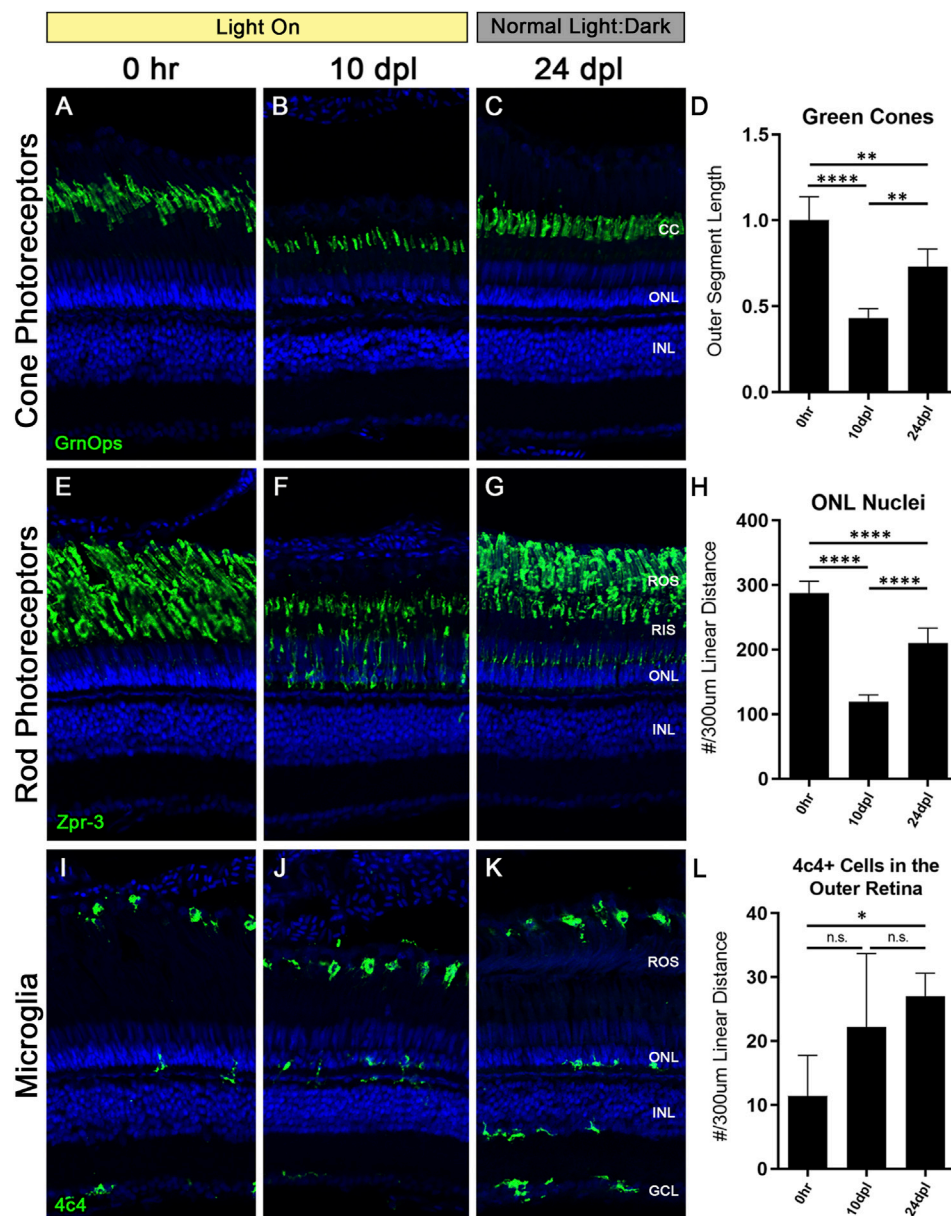 Light On
Normal Light:Dark
0 hr
10 dpl
24 dpl
Cone Photoreceptors
A
B
C
CC
ONL
INL
GrnOps
D
Green Cones
Outer Segment Length
1.5
1.0
0.5
0.0
**
****
**
0hr
10dpl
24dpl
Rod Photoreceptors
E
F
G
ROS
RIS
ONL
INL
Zpr-3
H
ONL Nuclei
#/300um Linear Distance
400
300
200
100
0
****
****
****
0hr
10dpl
24dpl
Microglia
I
J
K
ROS
ONL
INL
GCL
4c4
L
4c4+ Cells in the
Outer Retina
#/300um Linear Distance
40
30
20
10
0
*
n.s.
n.s.
0hr
10dpl
24dpl